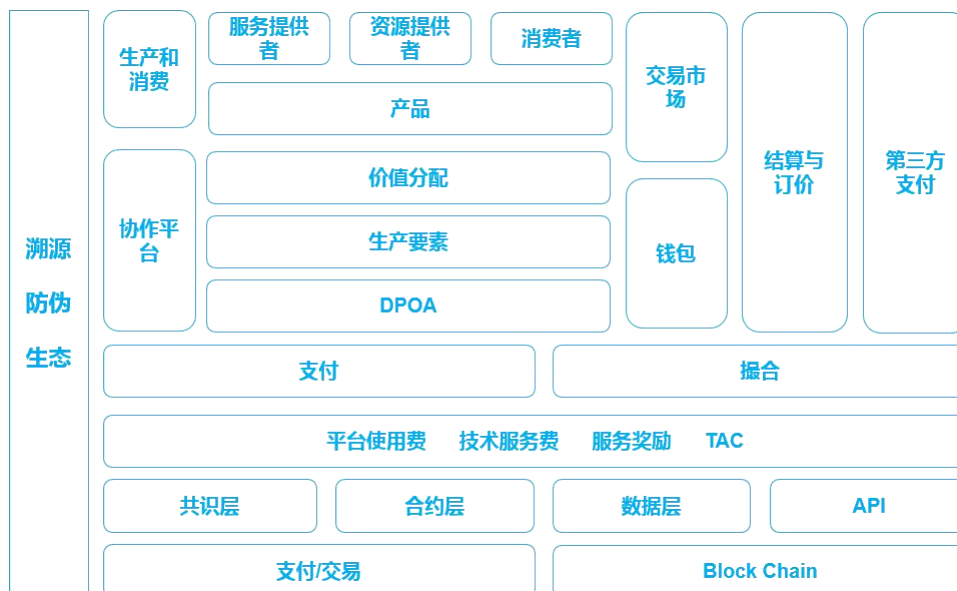 溯源
防伪
生态
生产和
消费
服务提供
者
资源提供
者
消费者
产品
交易市
场
结算与
订价
第三方
支付
协作平
台
价值分配
生产要素
DPOA
钱包
支付
撮合
平台使用费 技术服务费 服务奖励 TAC
共识层
合约层
数据层
API
支付/交易
Block Chain